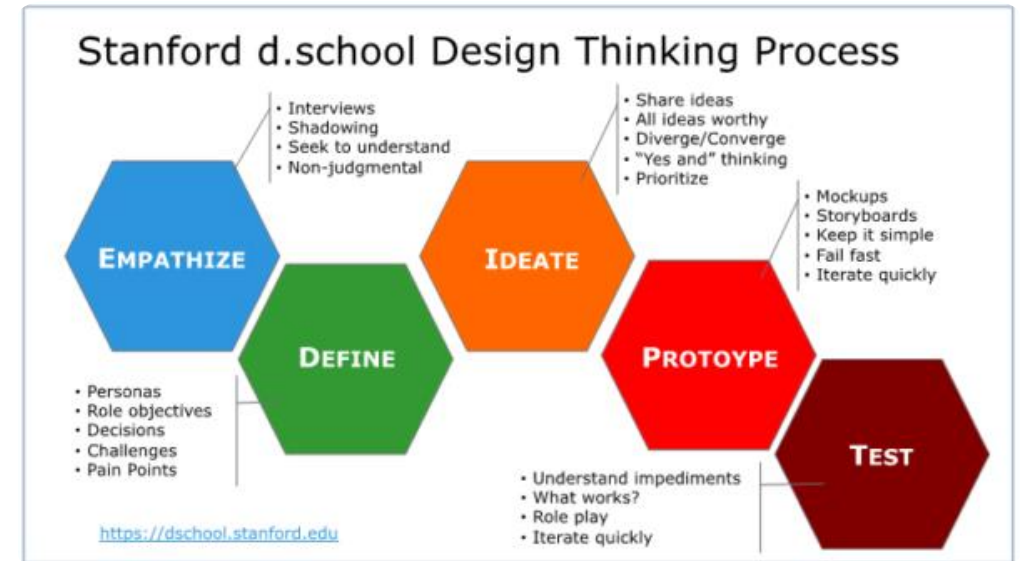 Stanford d.school Design Thinking Process
• Interviews
• Shadowing
• Seek to understand
• Non-judgmental
EMPATHIZE
• Personas
• Role objectives
• Decisions
• Challenges
• Pain Points
DEFINE
• Share ideas
• All ideas worthy
• Diverge/Converge
• “Yes and” thinking
• Prioritize
IDEATE
• Mockups
• Storyboards
• Keep it simple
• Fail fast
• Iterate quickly
PROTOYPE
• Understand impediments
• What works?
• Role play
• Iterate quickly
TEST
https://dschool.stanford.edu